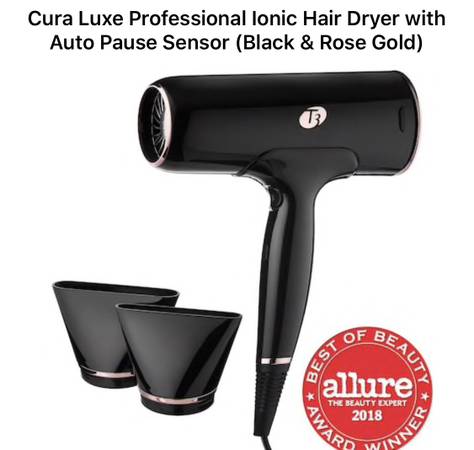 Cura Luxe Professional Ionic Hair Dryer with
Auto Pause Sensor (Black & Rose Gold)
T3
BEST OF BEAUTY
allure
THE BEAUTY EXPERT
2018
AWARD WINNER